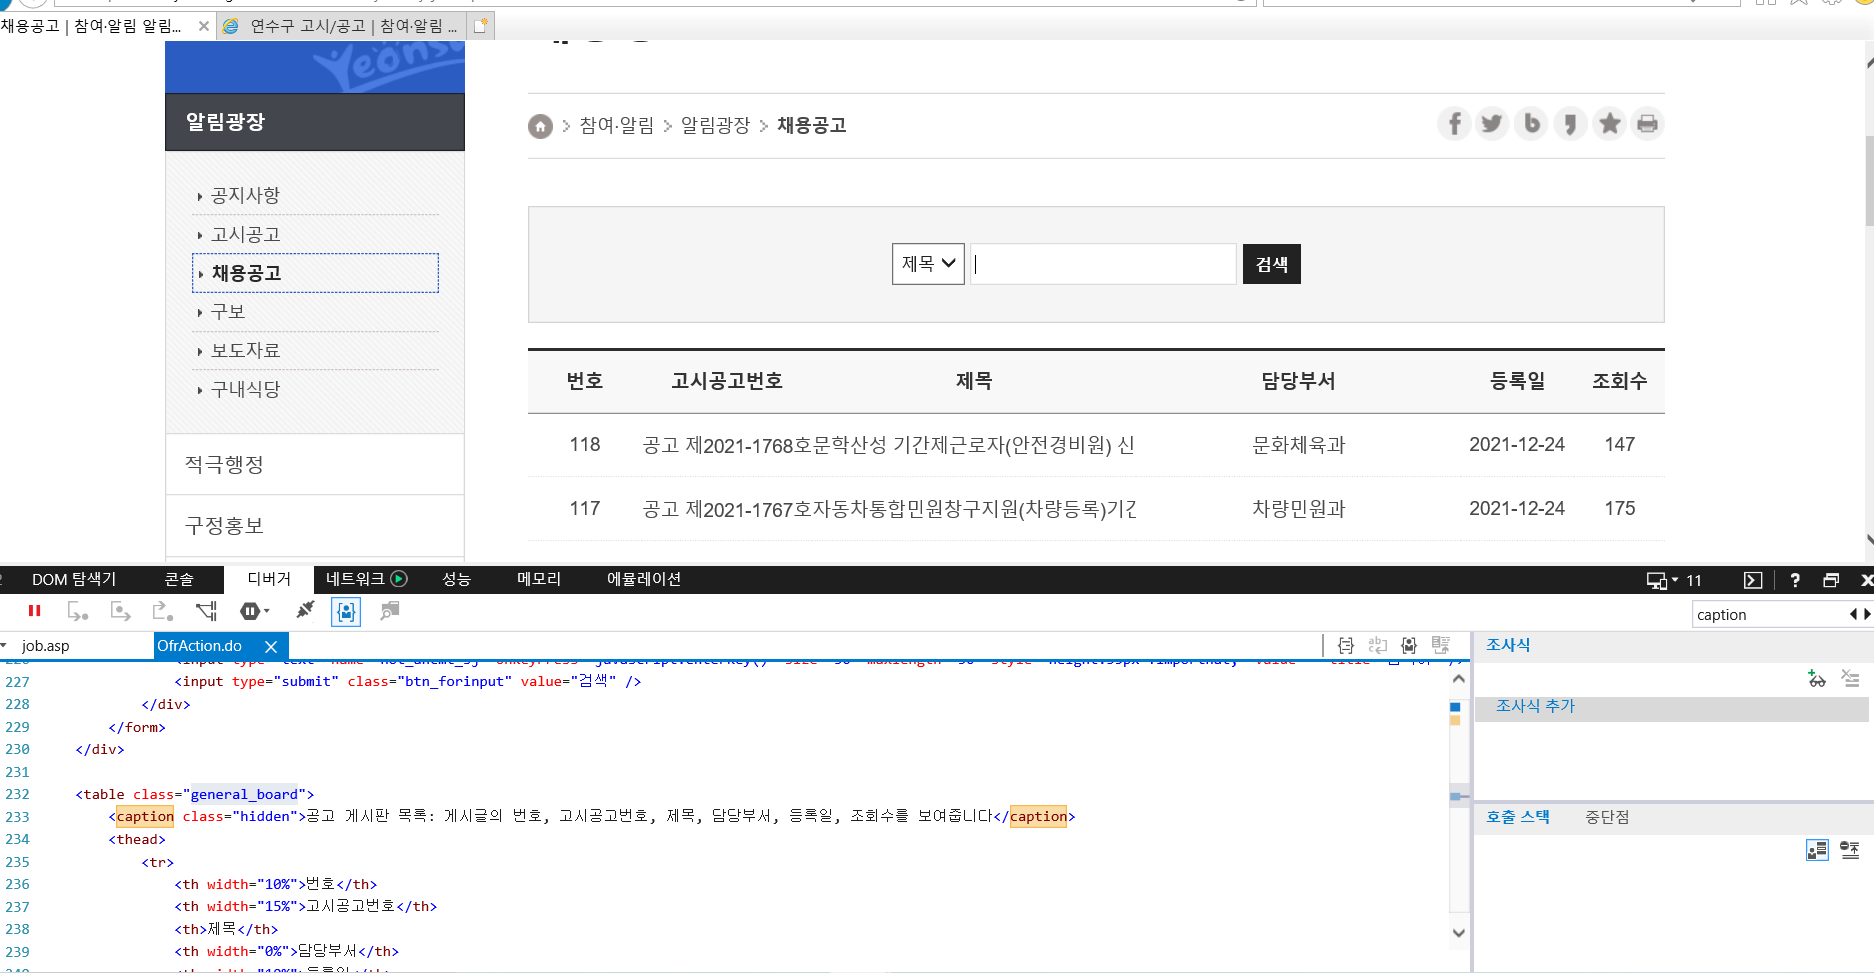 채용공고 | 참여·알림 알림...
연수구 고시/공고 | 참여·알림 ...
Yeonsu
알림광장
공지사항
고시공고
채용공고
구보
보도자료
구내식당
적극행정
구정홍보
참여·알림 > 알림광장 > 채용공고
제목
검색
번호 고시공고번호 제목 담당부서 등록일 조회수
118 공고 제2021-1768호문학산성 기간제근로자(안전경비원) 신 문화체육과 2021-12-24 147
117 공고 제2021-1767호자동차통합민원창구지원(차량등록)기간 차량민원과 2021-12-24 175
DOM 탐색기 콘솔 디버거 네트워크 성능 메모리 에뮬레이션 11
caption
job.asp OfrAction.do
227 <input type="submit" class="btn_forinput" value="검색" />
228 </div>
229 </form>
230 </div>
231
232 <table class="general_board">
233 <caption class="hidden">공고 게시판 목록: 게시글의 번호, 고시공고번호, 제목, 담당부서, 등록일, 조회수를 보여줍니다</caption>
234 <thead>
235 <tr>
236 <th width="10%">번호</th>
237 <th width="15%">고시공고번호</th>
238 <th>제목</th>
239 <th width="0%">담당부서</th>
조사식
조사식 추가
호출 스택 중단점